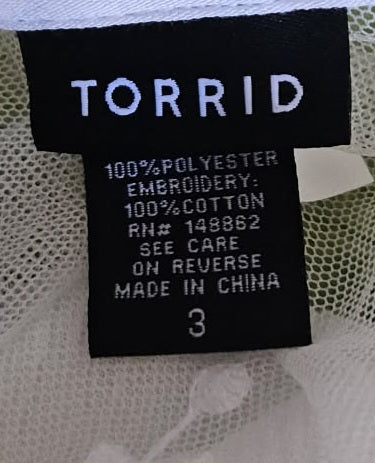 TORRID
100%POLYESTER
EMBROIDERY:
100%COTTON
RN# 148862
SEE CARE
ON REVERSE
MADE IN CHINA
3